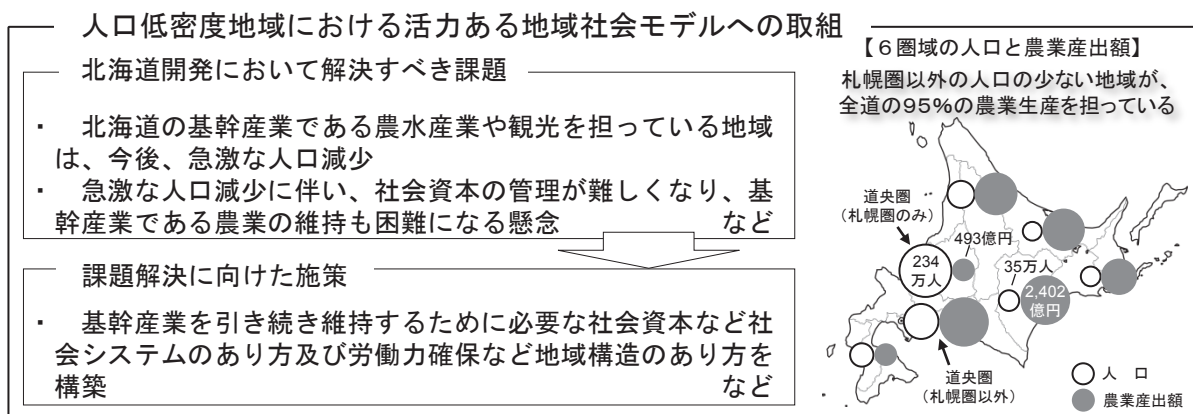 人口低密度地域における活力ある地域社会モデルへの取組
北海道開発において解決すべき課題
・　北海道の基幹産業である農水産業や観光を担っている地域
は、今後、急激な人口減少
・　急激な人口減少に伴い、社会資本の管理が難しくなり、基
幹産業である農業の維持も困難になる懸念　など
課題解決に向けた施策
・　基幹産業を引き続き維持するために必要な社会資本など社
会システムのあり方及び労働力確保など地域構造のあり方を
構築　など
【６圏域の人口と農業産出額】
札幌圏以外の人口の少ない地域が、
全道の95％の農業生産を担っている
道央圏
（札幌圏のみ）
493億円
234
万人
35万人
2,402
億円
道央圏
（札幌圏以外）
人　口
農業産出額